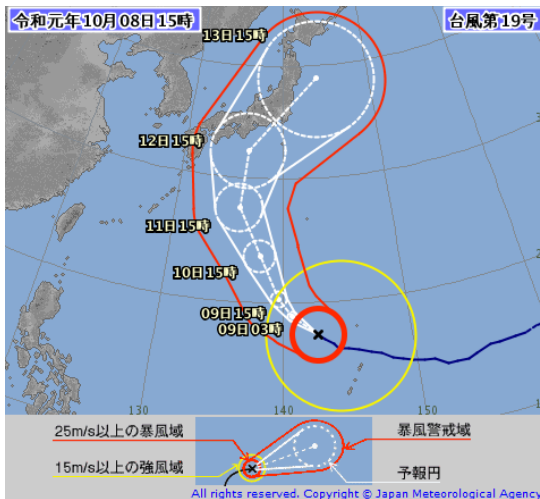 令和元年10月08日15時
台風第19号
13日15時
12日15時
11日15時
10日15時
09日15時
09日03時
140
150
25m/s以上の暴風域
暴風警戒域
15m/s以上の強風域
予報円
All rights reserved. Copyright © Japan Meteorological Agency